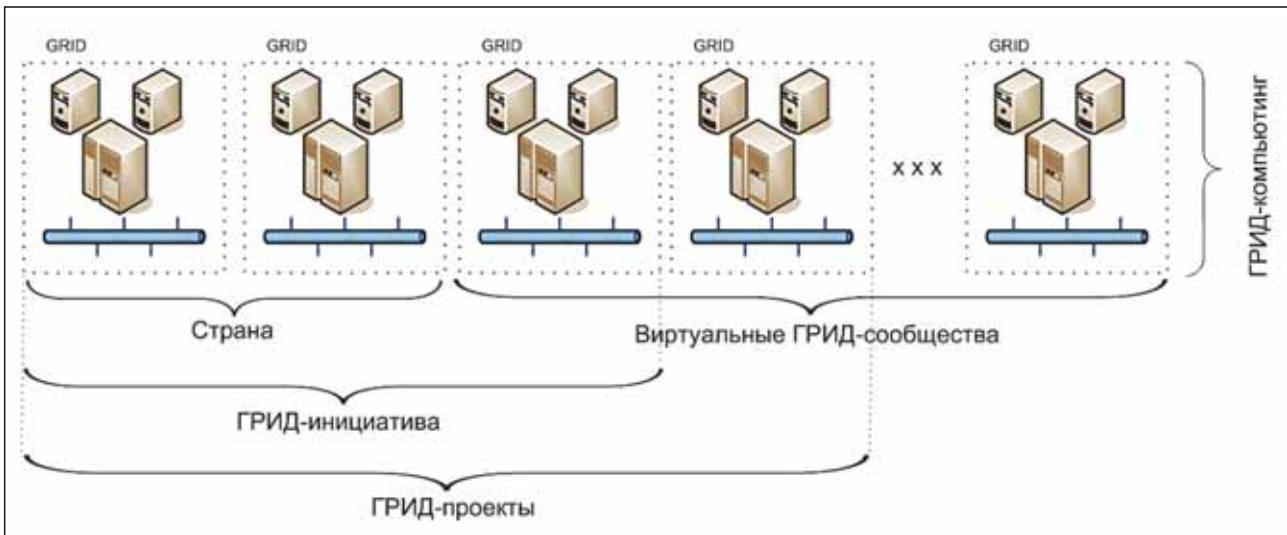 GRID
GRID
GRID
GRID
GRID
x x x
ГРИД-компьютинг
Страна
Виртуальные ГРИД-сообщества
ГРИД-инициатива
ГРИД-проекты